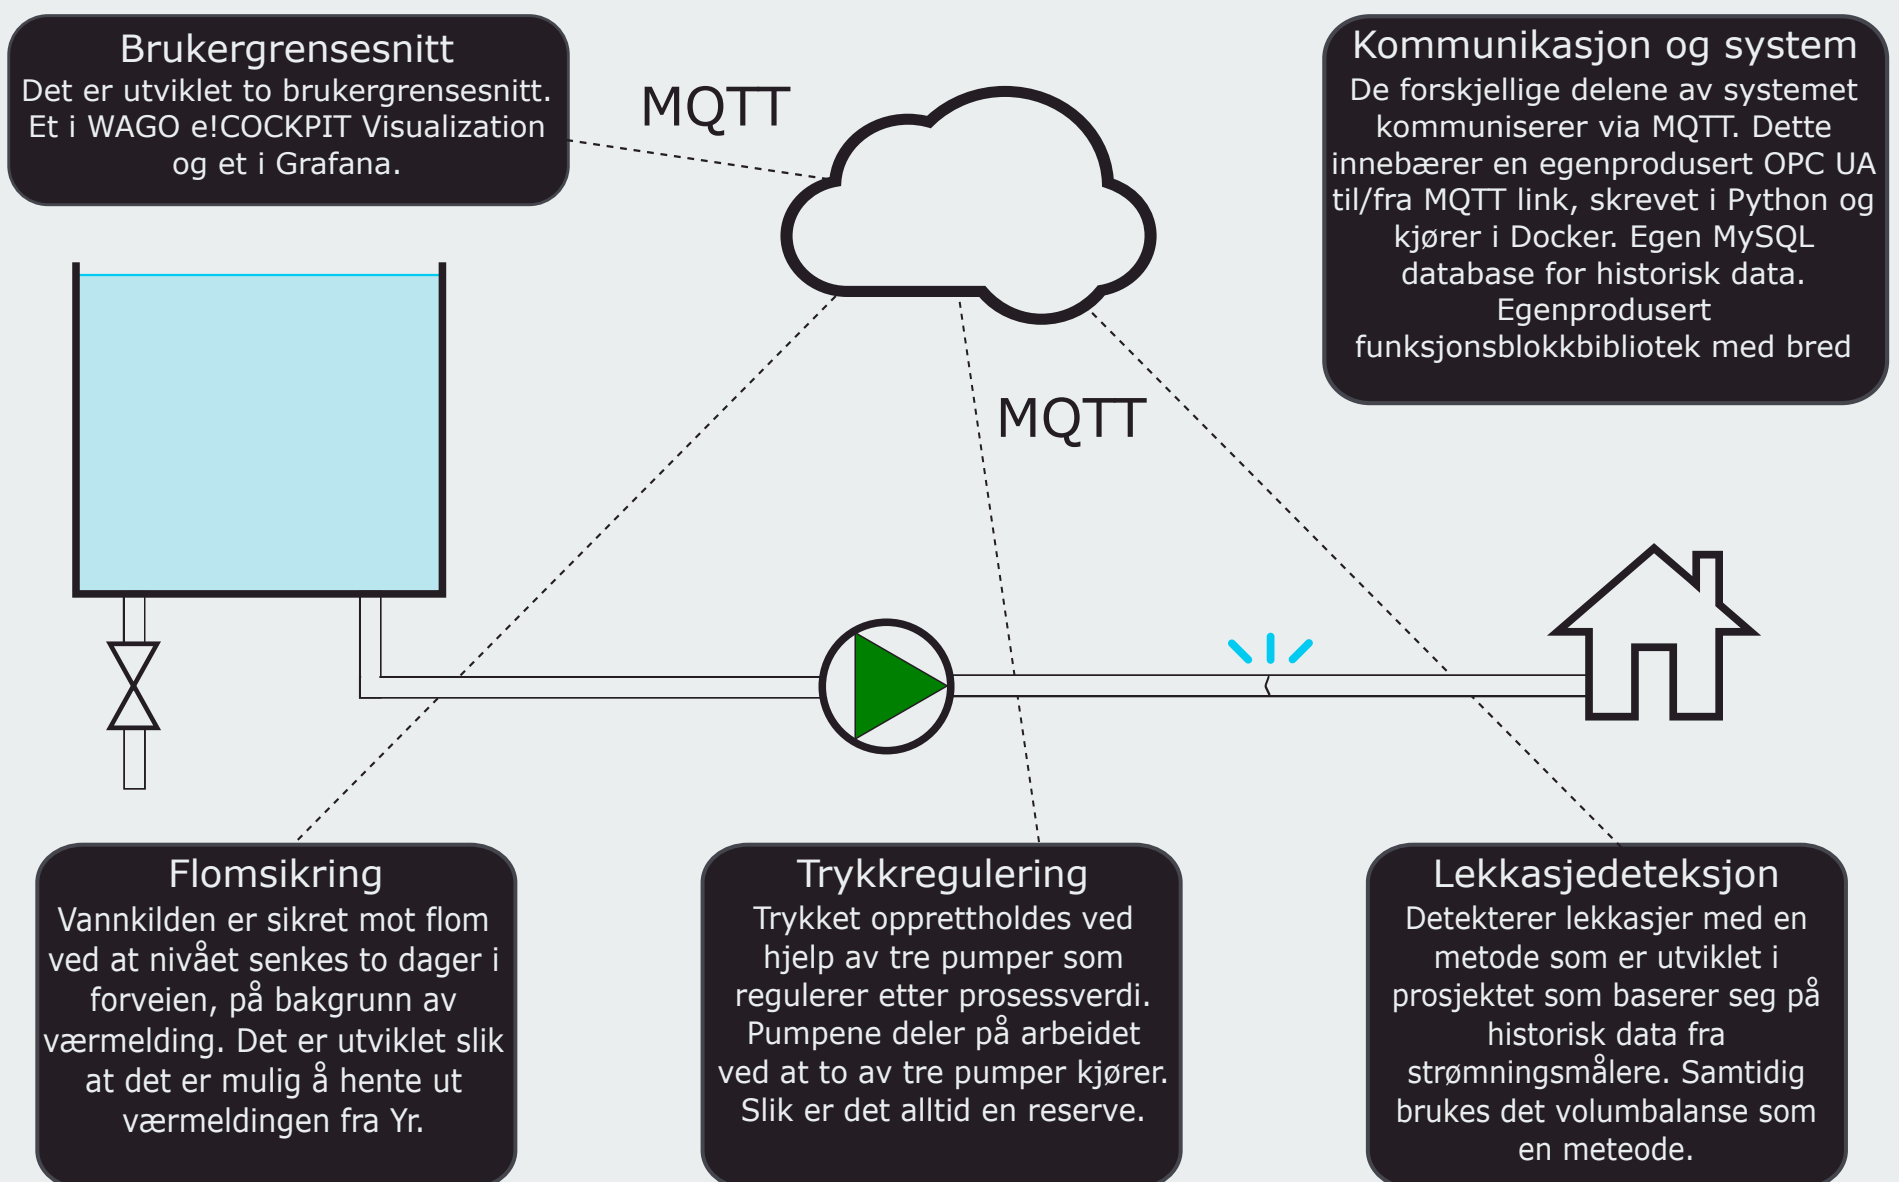 Brukergrensesnitt
Det er utviklet to brukergrensesnitt.
Et i WAGO e!COCKPIT Visualization
og et i Grafana.
MQTT
Kommunikasjon og system
De forskjellige delene av systemet
kommuniserer via MQTT. Dette
innebærer en egenprodusert OPC UA
til/fra MQTT link, skrevet i Python og
kjører i Docker. Egen MySQL
database for historisk data.
Egenprodusert
funksjonsblokkbibliotek med bred
MQTT
Flomsikring
Vannkilden er sikret mot flom
ved at nivået senkes to dager i
forveien, på bakgrunn av
værmelding. Det er utviklet slik
at det er mulig å hente ut
værmeldingen fra Yr.
Trykkregulering
Trykket opprettholdes ved
hjelp av tre pumper som
regulerer etter prosessverdi.
Pumpene deler på arbeidet
ved at to av tre pumper kjører.
Slik er det alltid en reserve.
Lekkasjedeteksjon
Detekterer lekkasjer med en
metode som er utviklet i
prosjektet som baserer seg på
historisk data fra
strømningsmålere. Samtidig
brukes det volumbalanse som
en meteode.